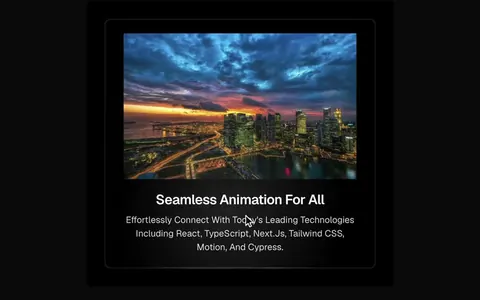 Seamless Animation For All
Effortlessly Connect With Today's Leading Technologies
Including React, TypeScript, Next.Js, Tailwind CSS,
Motion, And Cypress.